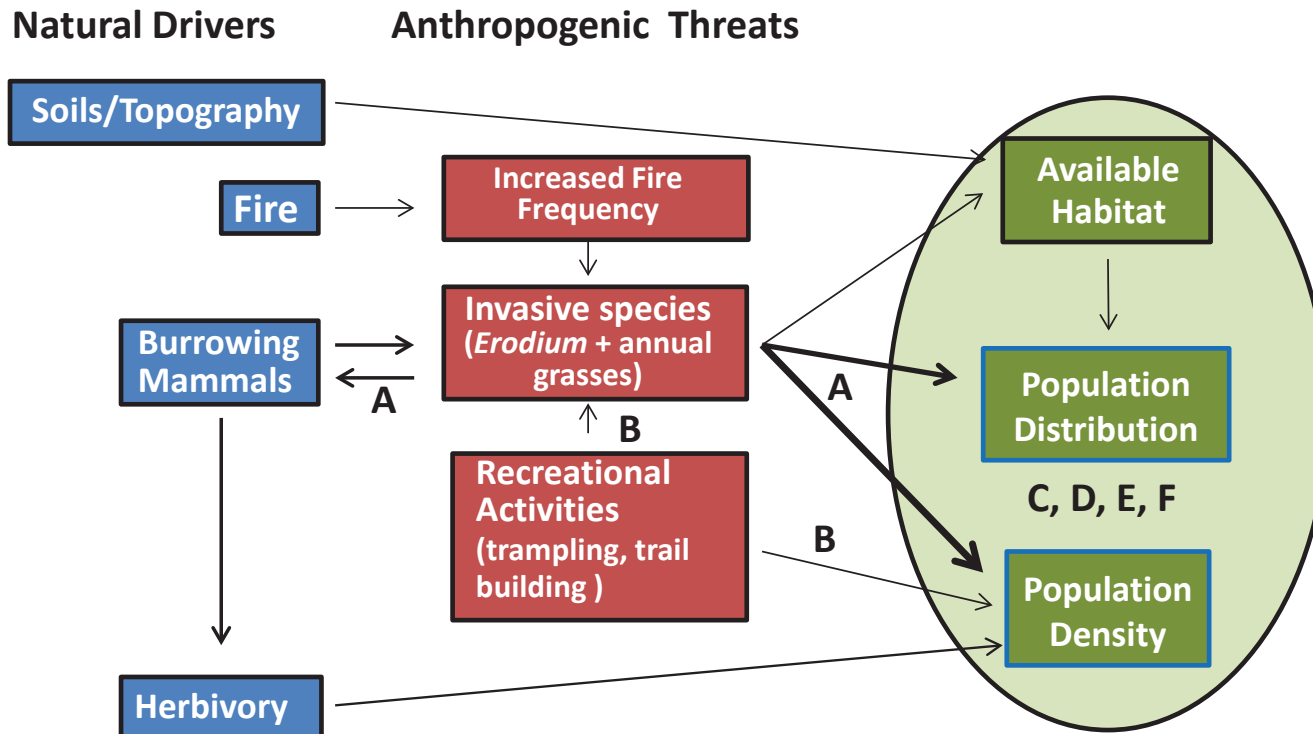 Natural Drivers
Anthropogenic Threats
Soils/Topography
Fire
Increased Fire
Frequency
Available
Habitat
Burrowing
Mammals
A
Invasive species
(Erodium + annual
grasses)
A
Population
Distribution
C, D, E, F
B
Recreational
Activities
(trampling, trail
building )
B
Population
Density
Herbivory